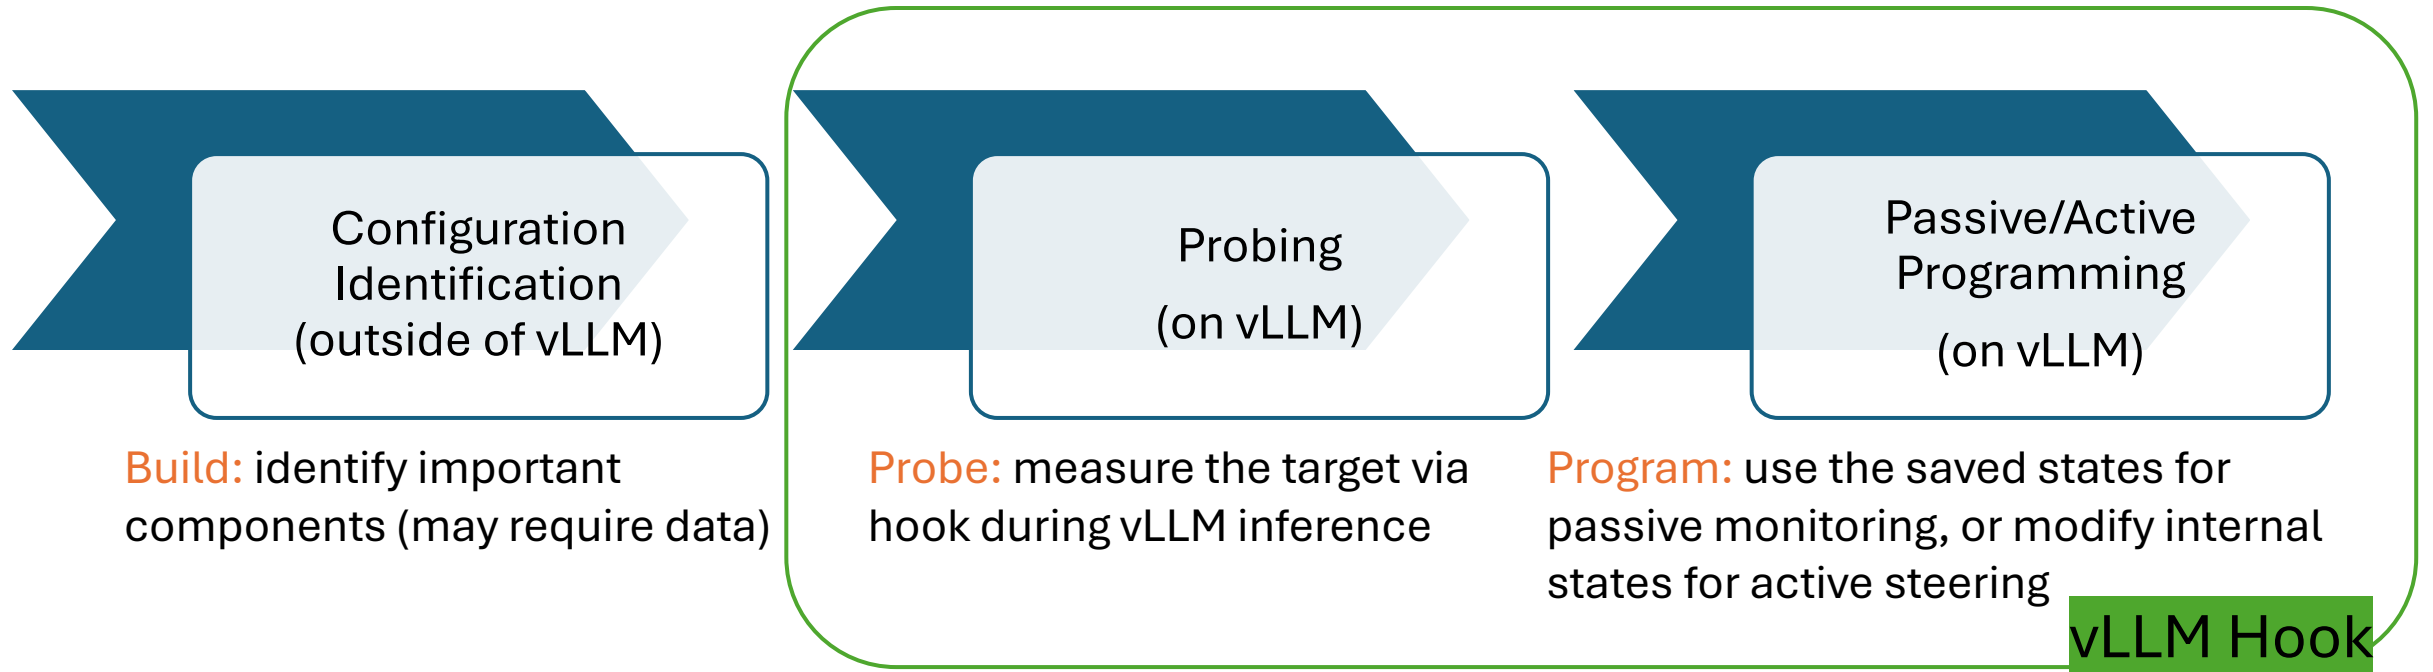 Configuration
Identification
(outside of vLLM)
Probing
(on vLLM)
Passive/Active
Programming
(on vLLM)
Build: identify important
components (may require data)
Probe: measure the target via
hook during vLLM inference
Program: use the saved states for
passive monitoring, or modify internal
states for active steering
vLLM Hook